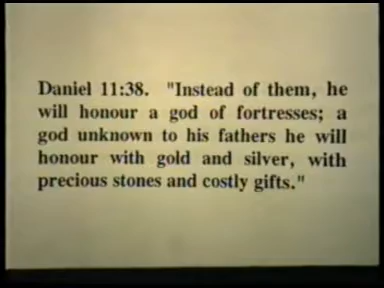 Daniel 11:38. "Instead of them, he
will honour a god of fortresses; a
god unknown to his fathers he will
honour with gold and silver, with
precious stones and costly gifts."